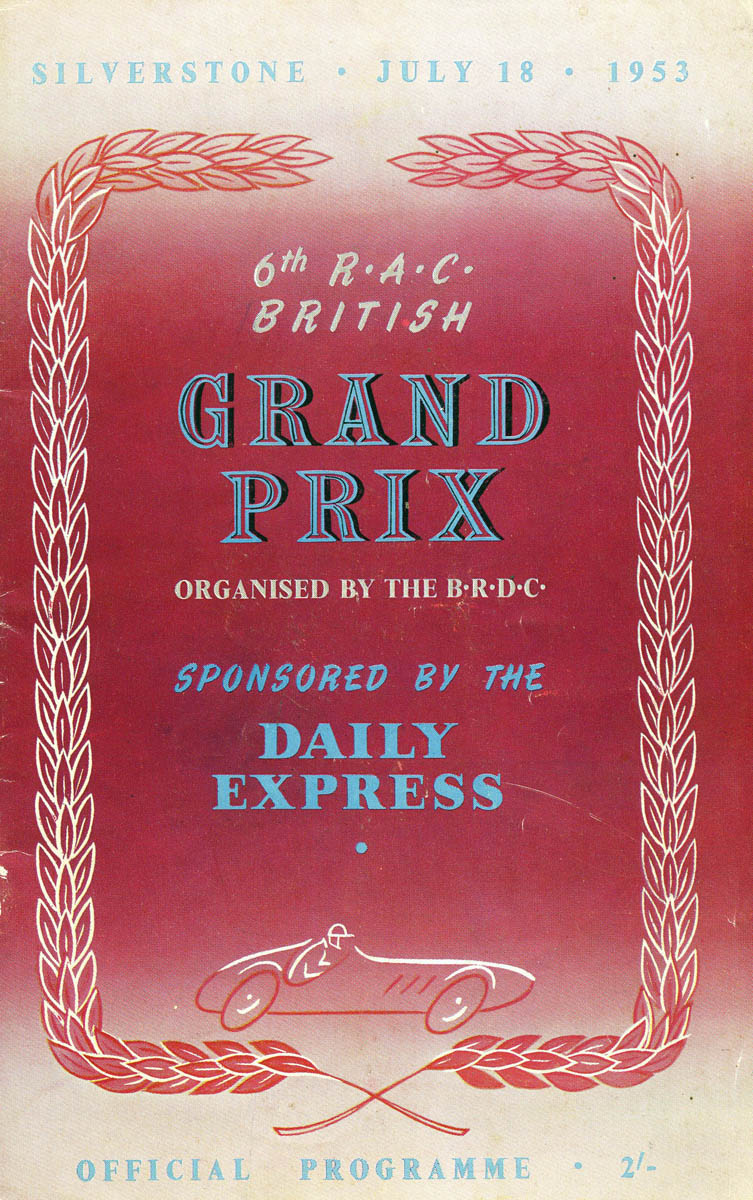 SILVERSTONE · JULY 18 · 1953
6th R·A·C·
BRITISH
GRAND
PRIX
ORGANISED BY THE B·R·D·C·
SPONSORED BY THE
DAILY
EXPRESS
OFFICIAL PROGRAMME · 2/-